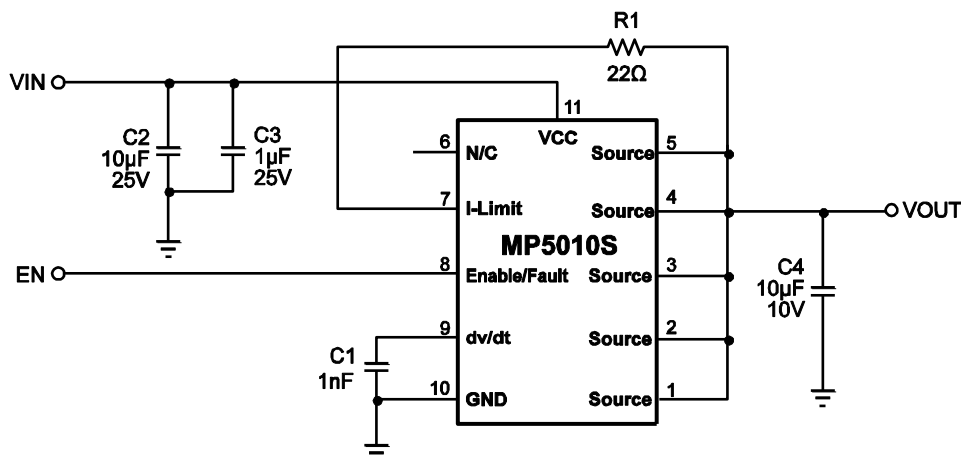 R1
22Ω
VIN
11
VCC
C2
10µF
25V
C3
1µF
25V
6
N/C
Source
5
7
I-Limit
Source
4
VOUT
MP5010S
EN
8
Enable/Fault
Source
3
C4
10µF
10V
9
dv/dt
Source
2
C1
1nF
10
GND
Source
1